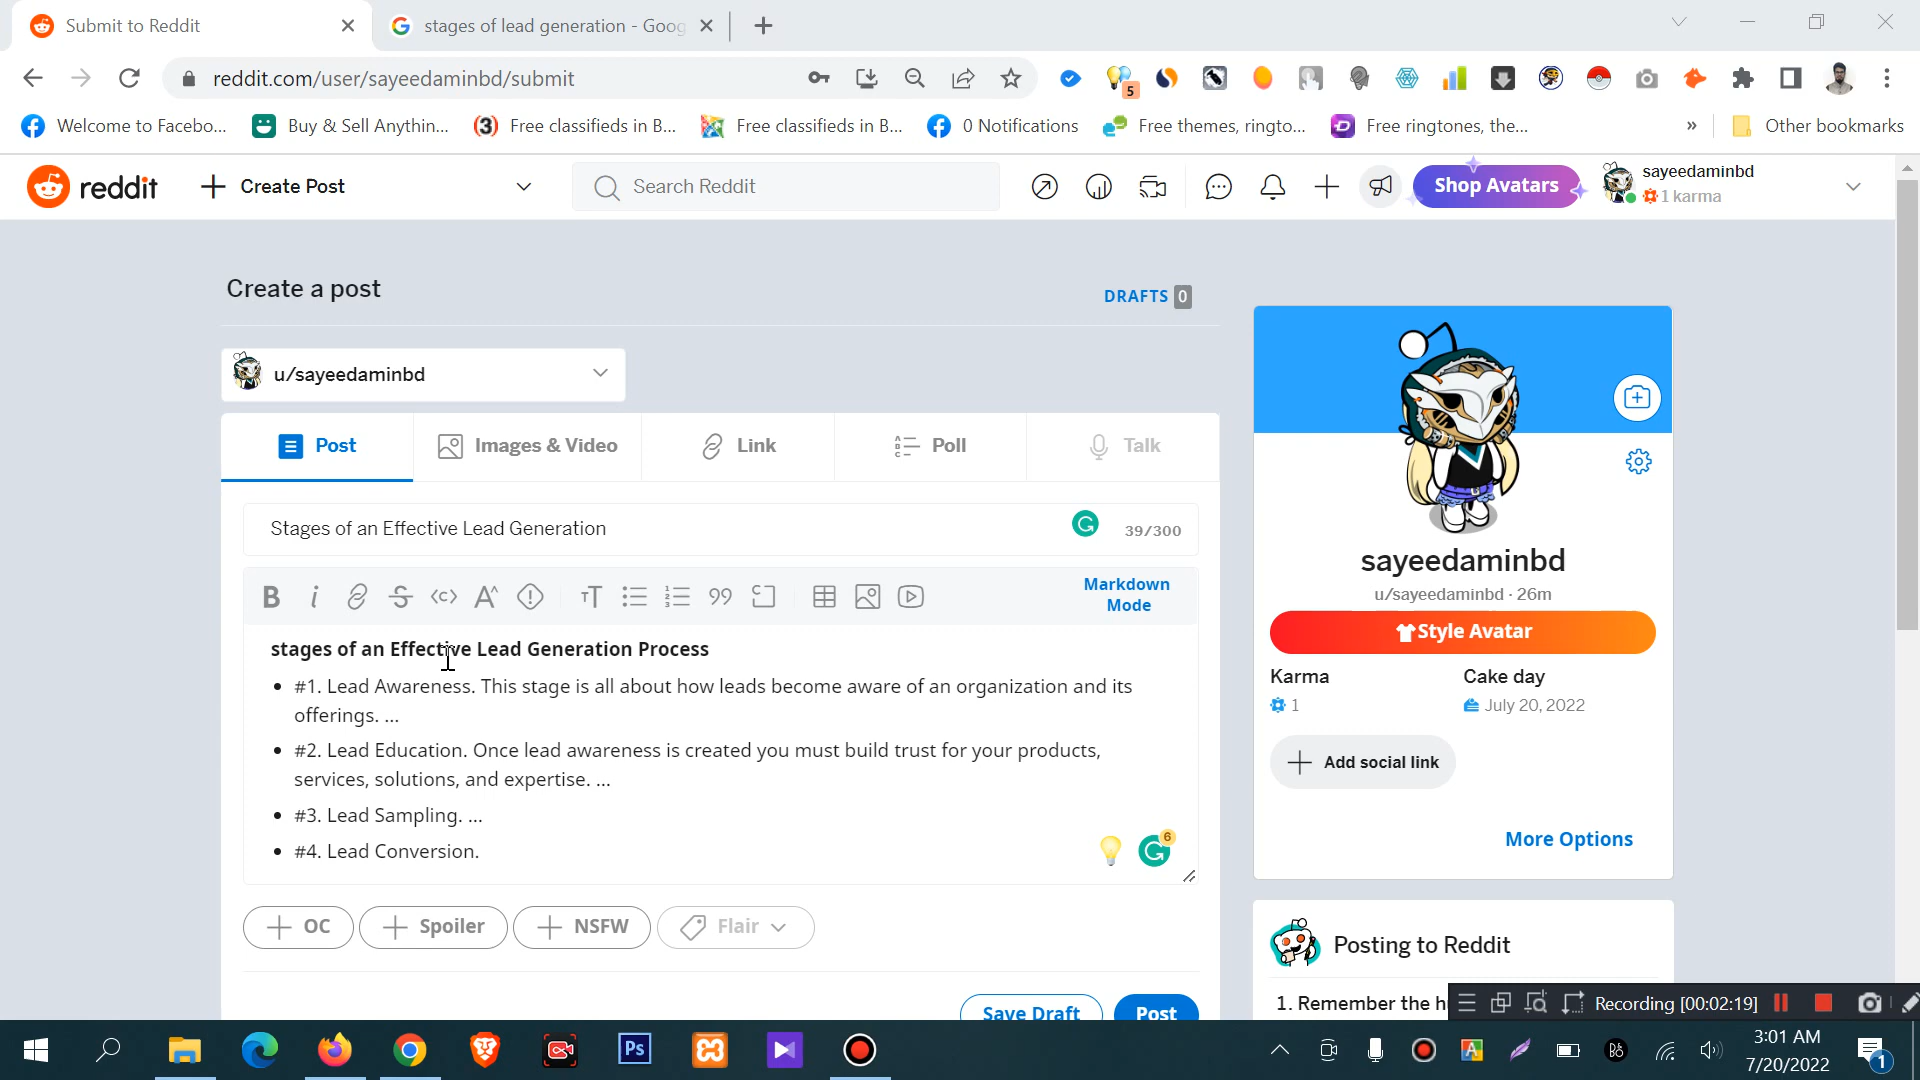 Submit to Reddit
stages of lead generation - Goog
reddit.com/user/sayeedaminbd/submit
5
Welcome to Facebo...
Buy & Sell Anythin...
Free classifieds in B...
Free classifieds in B...
0 Notifications
Free themes, ringto...
Free ringtones, the...
»
Other bookmarks
reddit
Create Post
Search Reddit
Shop Avatars
sayeedaminbd
1 karma
Create a post
DRAFTS 0
u/sayeedaminbd
Post
Images & Video
Link
Poll
Talk
Stages of an Effective Lead Generation
39/300
Markdown
Mode
stages of an Effective Lead Generation Process
• #1. Lead Awareness. This stage is all about how leads become aware of an organization and its
offerings. ...
• #2. Lead Education. Once lead awareness is created you must build trust for your products,
services, solutions, and expertise. ...
• #3. Lead Sampling. ...
• #4. Lead Conversion.
6
OC
Spoiler
NSFW
Flair
Save Draft
Post
sayeedaminbd
u/sayeedaminbd · 26m
Style Avatar
Karma
Cake day
1
July 20, 2022
Add social link
More Options
Posting to Reddit
1. Remember the h
Recording [00:02:19]
Ps
3:01 AM
7/20/2022
1